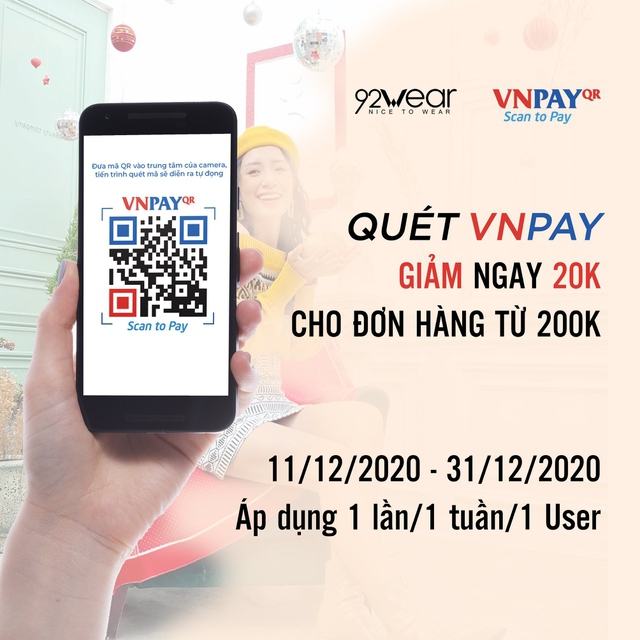 92wear
NICE TO WEAR
VNPAYQR
Scan to Pay
Đưa mã QR vào trung tâm của camera,
tiến trình quét mã sẽ diễn ra tự động
VNPAYQR
Scan to Pay
QUÉT VNPAY
GIẢM NGAY 20K
CHO ĐƠN HÀNG TỪ 200K
11/12/2020 - 31/12/2020
Áp dụng 1 lần/1 tuần/1 User